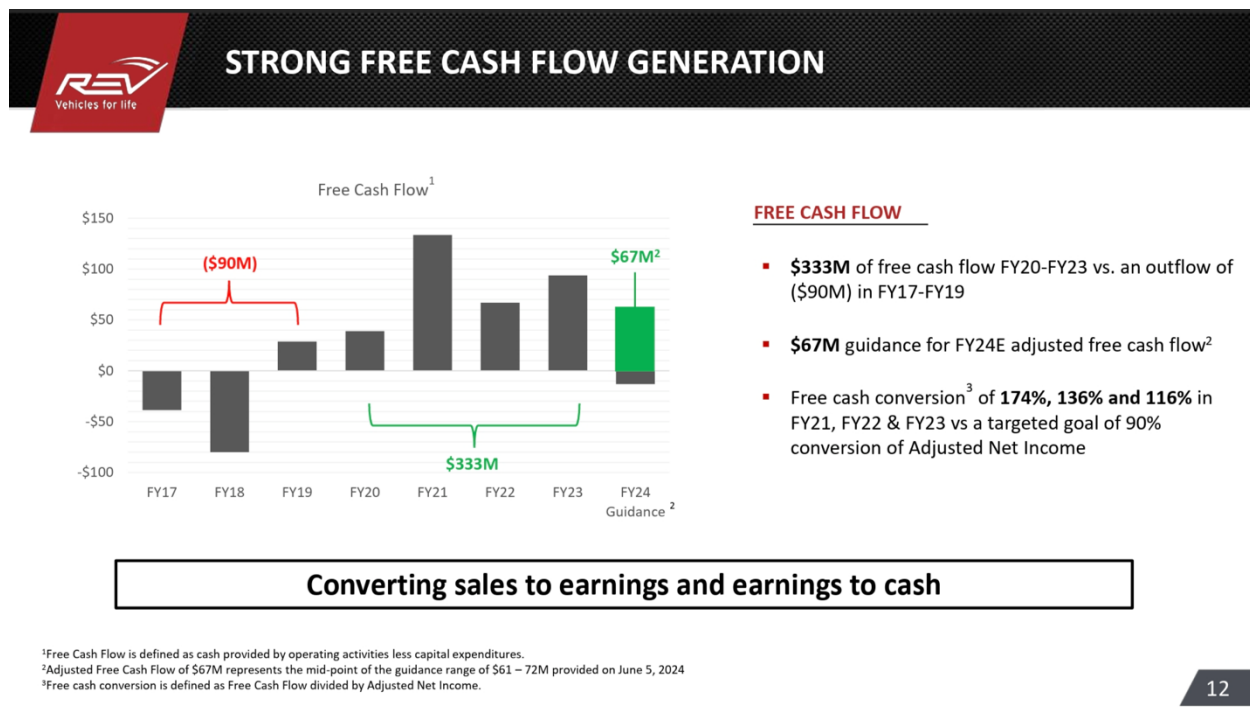 REV
Vehicles for life
STRONG FREE CASH FLOW GENERATION
Free Cash Flow¹
$150
$100
$50
$0
-$50
-$100
($90M)
$333M
$67M²
FY17
FY18
FY19
FY20
FY21
FY22
FY23
FY24
Guidance ²
FREE CASH FLOW
▪ $333M of free cash flow FY20-FY23 vs. an outflow of
($90M) in FY17-FY19
▪ $67M guidance for FY24E adjusted free cash flow²
▪ Free cash conversion³ of 174%, 136% and 116% in
FY21, FY22 & FY23 vs a targeted goal of 90%
conversion of Adjusted Net Income
Converting sales to earnings and earnings to cash
¹Free Cash Flow is defined as cash provided by operating activities less capital expenditures.
²Adjusted Free Cash Flow of $67M represents the mid-point of the guidance range of $61 – 72M provided on June 5, 2024
³Free cash conversion is defined as Free Cash Flow divided by Adjusted Net Income.
12